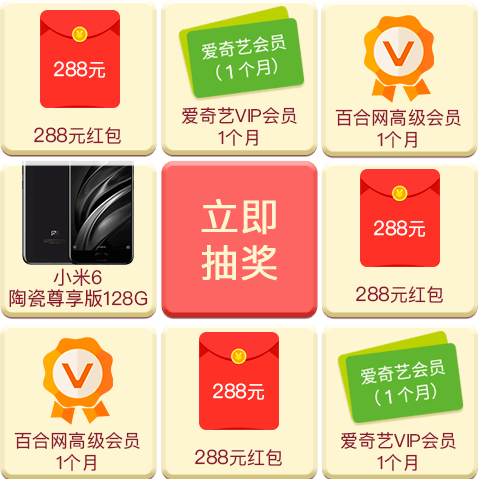 288元
288元红包
爱奇艺会员
(1个月)
爱奇艺VIP会员
1个月
V
百合网高级会员
1个月
小米6
陶瓷尊享版128G
立即
抽奖
288元
288元红包
V
百合网高级会员
1个月
288元
288元红包
爱奇艺会员
(1个月)
爱奇艺VIP会员
1个月